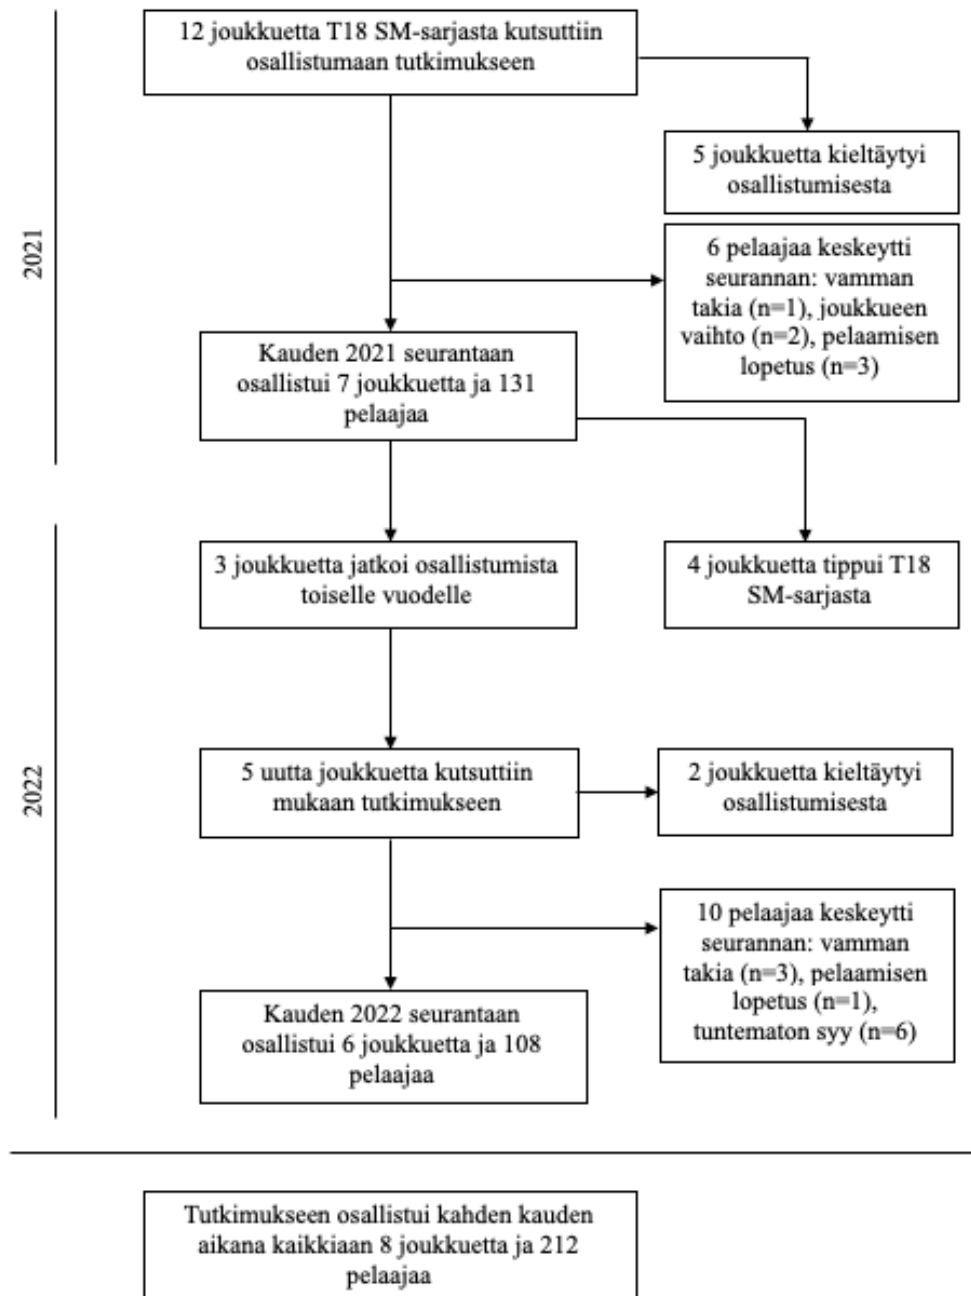 12 joukkuetta T18 SM-sarjasta kutsuttiin
osallistumaan tutkimukseen
5 joukkuetta kieltäytyi
osallistumisesta
2021
6 pelaajaa keskeytti
seurannan: vamman
takia (n=1), joukkueen
vaihto (n=2), pelaamisen
lopetus (n=3)
Kauden 2021 seurantaan
osallistui 7 joukkuetta ja 131
pelaajaa
3 joukkuetta jatkoi osallistumista
toiselle vuodelle
4 joukkuetta tippui T18
SM-sarjasta
2022
5 uutta joukkuetta kutsuttiin
mukaan tutkimukseen
2 joukkuetta kieltäytyi
osallistumisesta
10 pelaajaa keskeytti
seurannan: vamman
takia (n=3), pelaamisen
lopetus (n=1),
tuntematon syy (n=6)
Kauden 2022 seurantaan
osallistui 6 joukkuetta ja 108
pelaajaa
Tutkimukseen osallistui kahden kauden
aikana kaikkiaan 8 joukkuetta ja 212
pelaajaa